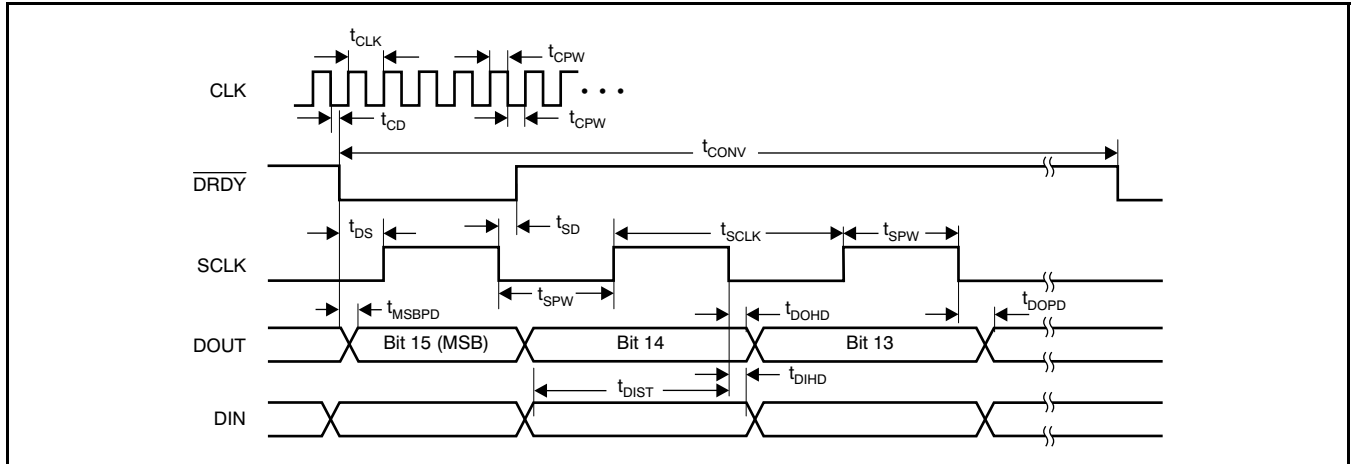 tCLK
tCPW
CLK
• • •
tCD
tCPW
tCONV
DRDY
tDS
tSD
tSCLK
tSPW
SCLK
tSPW
tMSBPD
tDOHD
tDOPD
DOUT
Bit 15 (MSB)
Bit 14
Bit 13
tDIST
tDIHD
DIN